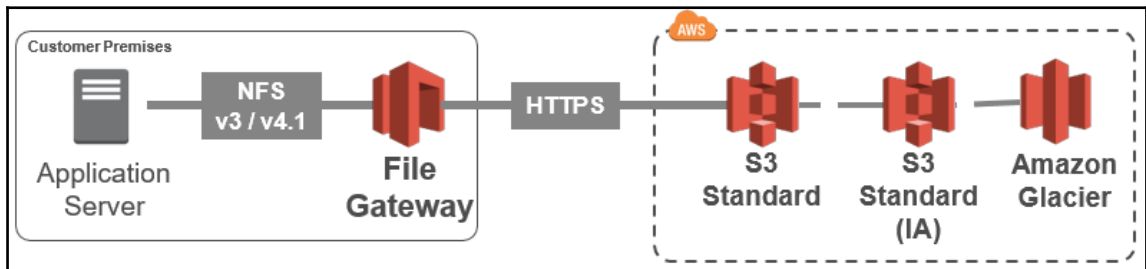 Customer Premises
AWS
NFS
v3 / v4.1
HTTPS
Application
Server
File
Gateway
S3
Standard
S3
Standard
(IA)
Amazon
Glacier